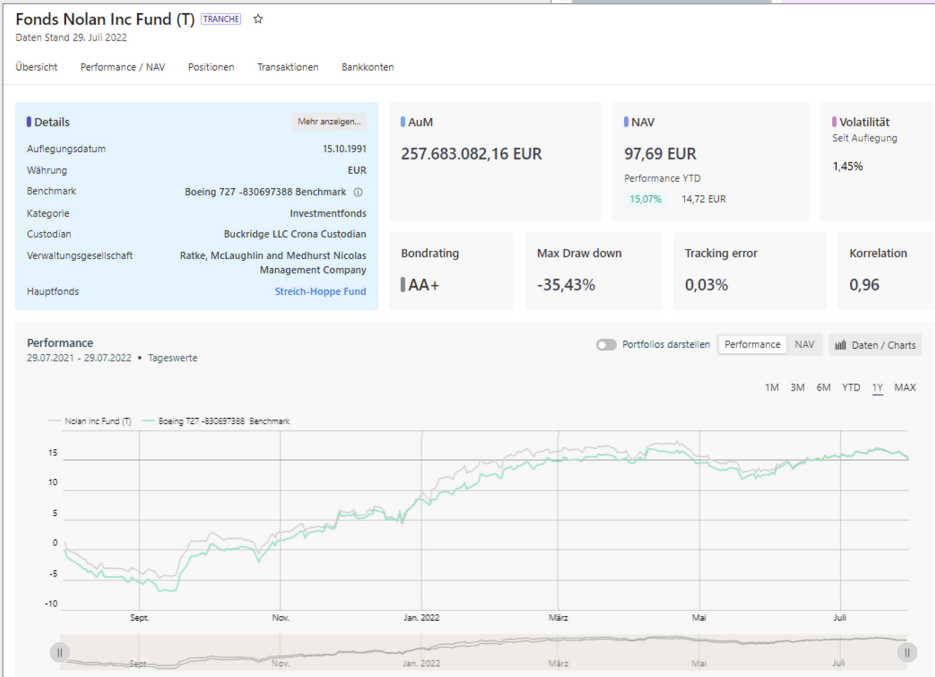 Fonds Nolan Inc Fund (T) TRANCHE
Daten Stand 29. Juli 2022
Übersicht Performance / NAV Positionen Transaktionen Bankkonten
Details Mehr anzeigen...
Auflegungsdatum 15.10.1991
Währung EUR
Benchmark Boeing 727 -830697388 Benchmark
Kategorie Investmentfonds
Custodian Buckridge LLC Crona Custodian
Verwaltungsgesellschaft Ratke, McLaughlin and Medhurst Nicolas
Management Company
Hauptfonds Streich-Hoppe Fund
AuM
257.683.082,16 EUR
NAV
97,69 EUR
Performance YTD
15,07% 14,72 EUR
Volatilität
Seit Auflegung
1,45%
Bondrating
AA+
Max Draw down
-35,43%
Tracking error
0,03%
Korrelation
0,96
Performance
29.07.2021 - 29.07.2022 • Tageswerte
Portfolios darstellen Performance NAV Daten / Charts
1M 3M 6M YTD 1Y MAX
Nolan Inc Fund (T) Boeing 727 -830697388 Benchmark
15
10
5
0
-5
-10
Sept. Nov. Jan. 2022 März Mai Juli
Sept. Nov. Jan. 2022 März Mai Juli